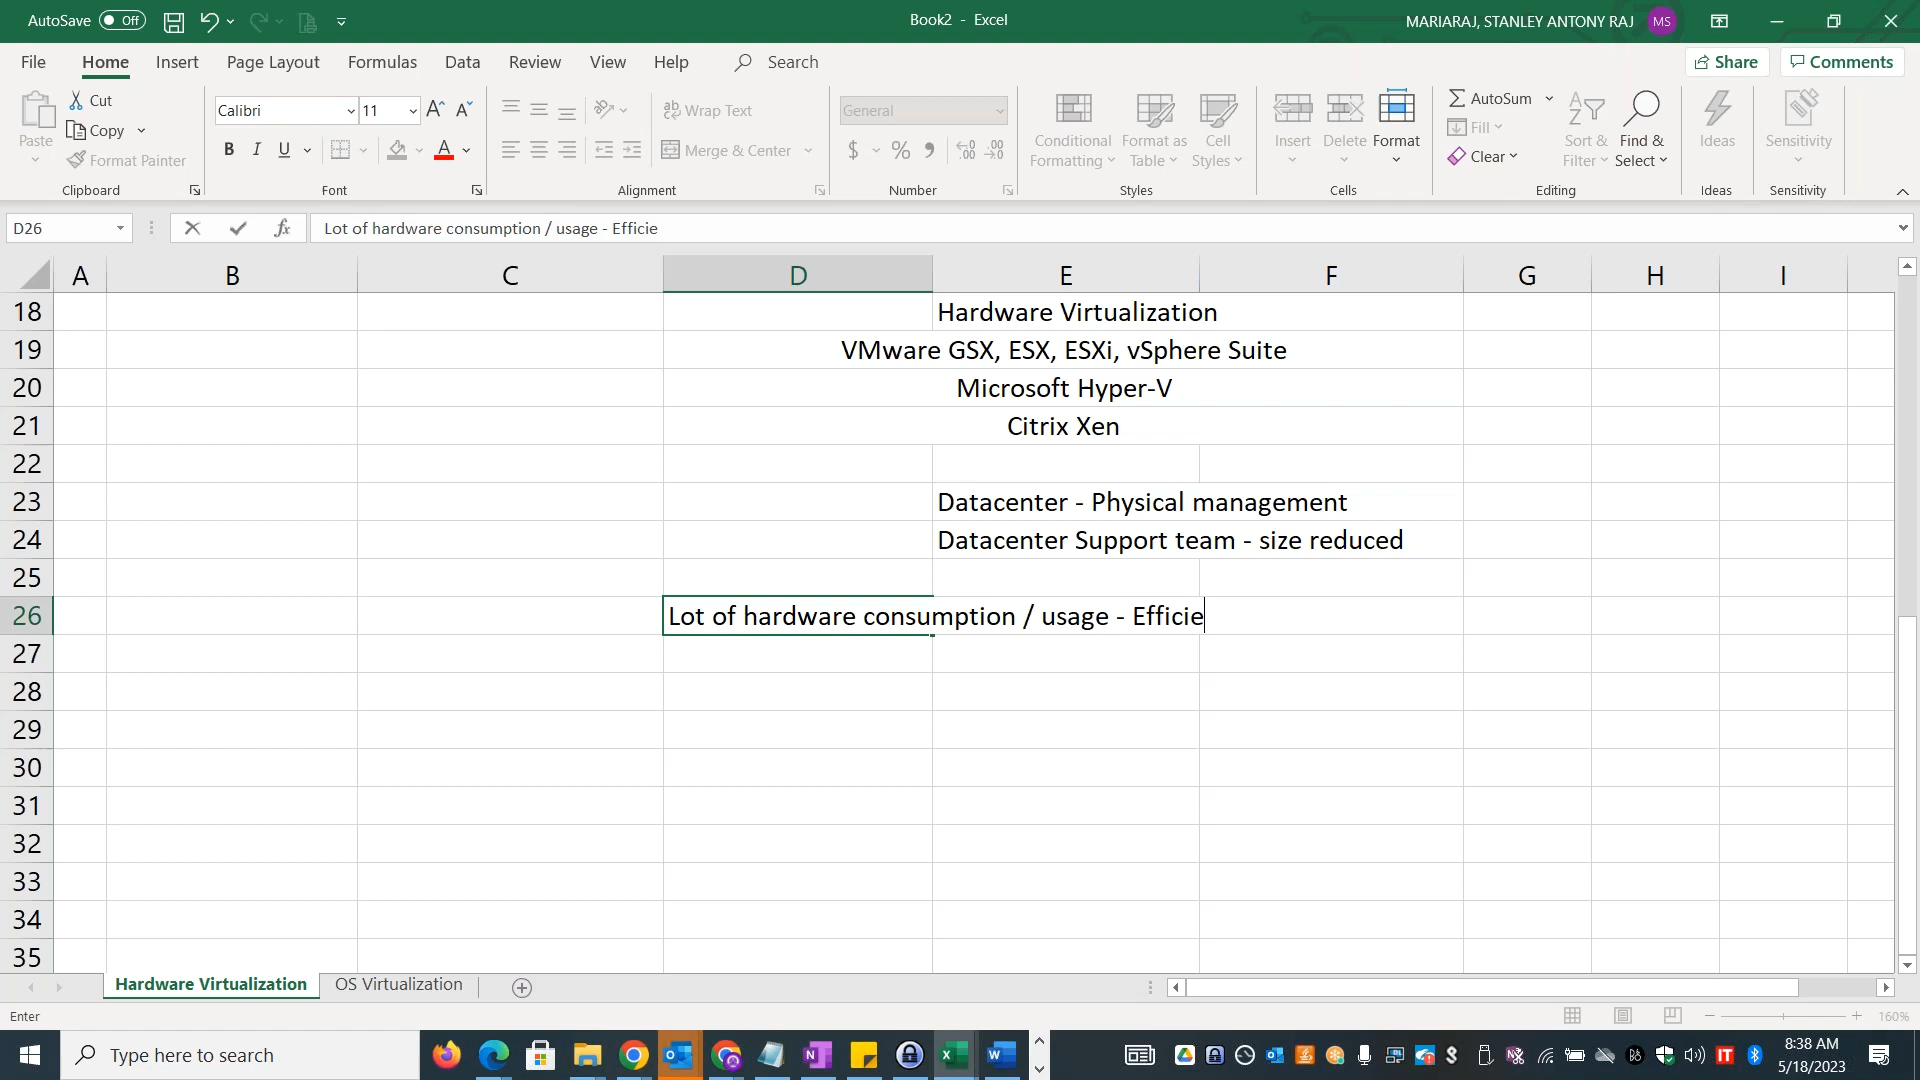 AutoSave Off
Book2 - Excel
MARIARAJ, STANLEY ANTONY RAJ MS
File Home Insert Page Layout Formulas Data Review View Help Search
Share Comments
Paste
Cut
Copy
Format Painter
Clipboard
Calibri 11
B I U
Font
Wrap Text
Merge & Center
Alignment
General
$ % 9
Number
Conditional Formatting
Format as Table
Cell Styles
Styles
Insert Delete Format
Cells
AutoSum
Fill
Clear
Sort & Filter
Find & Select
Editing
Ideas
Ideas
Sensitivity
Sensitivity
D26
fx
Lot of hardware consumption / usage - Efficie
A B C D E F G H I
18 Hardware Virtualization
19 VMware GSX, ESX, ESXi, vSphere Suite
20 Microsoft Hyper-V
21 Citrix Xen
22
23 Datacenter - Physical management
24 Datacenter Support team - size reduced
25
26 Lot of hardware consumption / usage - Efficie
27
28
29
30
31
32
33
34
35
Hardware Virtualization OS Virtualization
Enter
160%
Type here to search
8:38 AM
5/18/2023